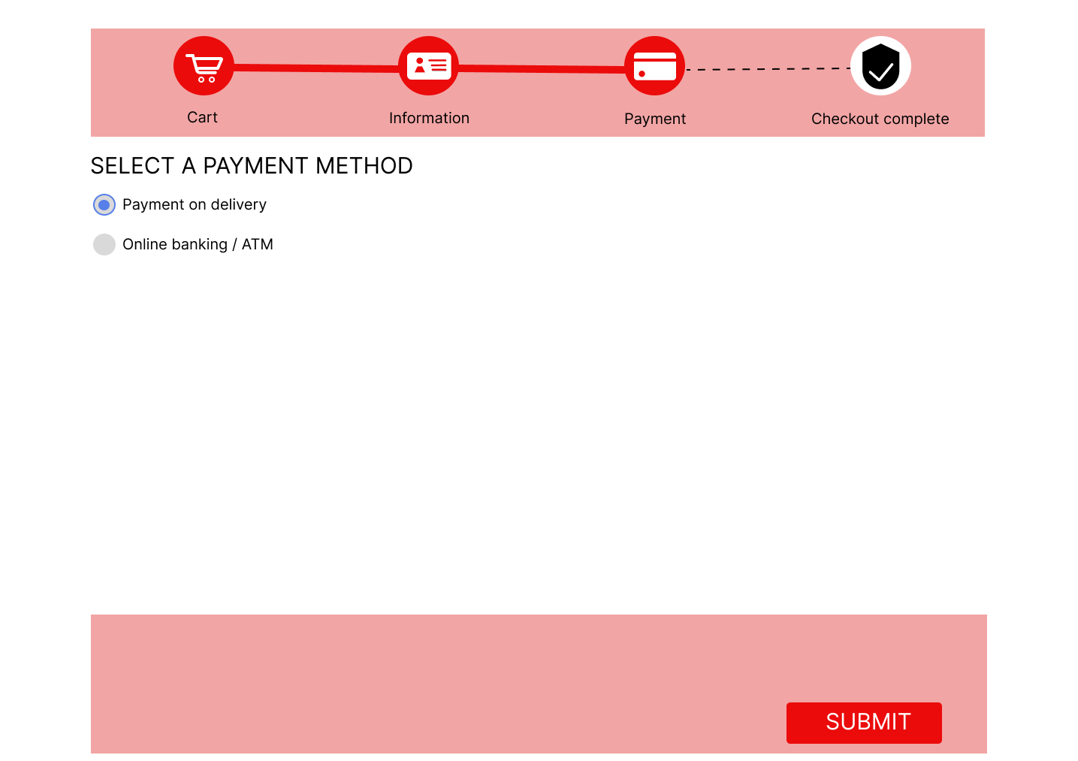 Cart
Information
Payment
Checkout complete
SELECT A PAYMENT METHOD
Payment on delivery
Online banking / ATM
SUBMIT